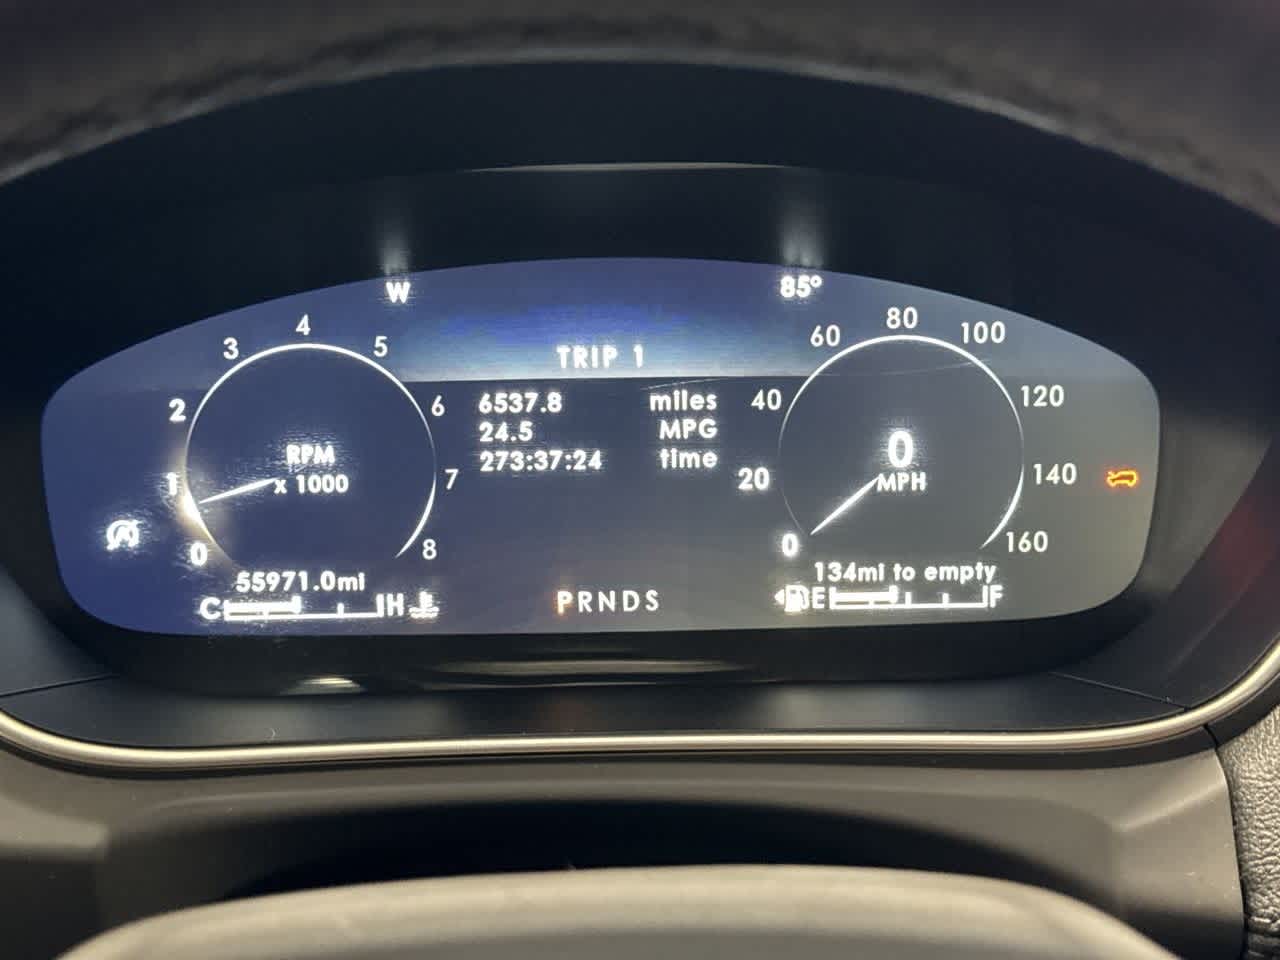 W
85°
TRIP 1
6537.8 miles
24.5 MPG
273:37:24 time
0
1
2
3
4
5
6
7
8
RPM
x 1000
0
20
40
60
80
100
120
140
160
0
MPH
55971.0mi
C H
PRNDS
134mi to empty
E F